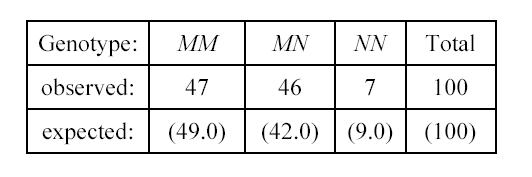 Genotype: MM MN NN Total
observed: 47 46 7 100
expected: (49.0) (42.0) (9.0) (100)